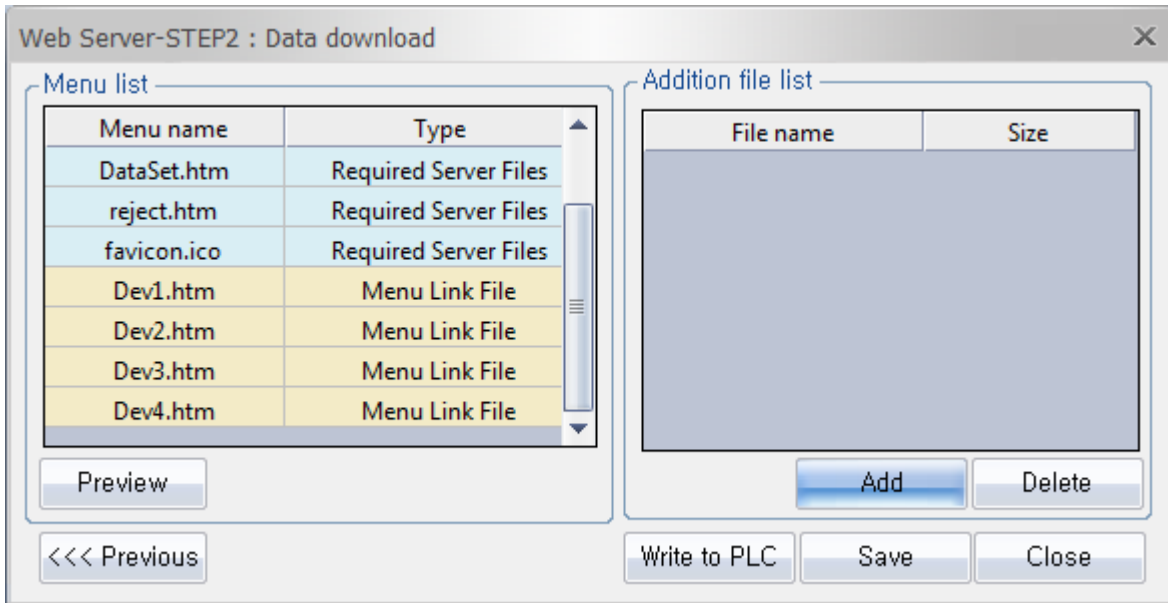 Web Server-STEP2 : Data download
Menu list
Menu name Type
DataSet.htm Required Server Files
reject.htm Required Server Files
favicon.ico Required Server Files
Dev1.htm Menu Link File
Dev2.htm Menu Link File
Dev3.htm Menu Link File
Dev4.htm Menu Link File
Preview
Addition file list
File name Size
Add Delete
<<< Previous Write to PLC Save Close